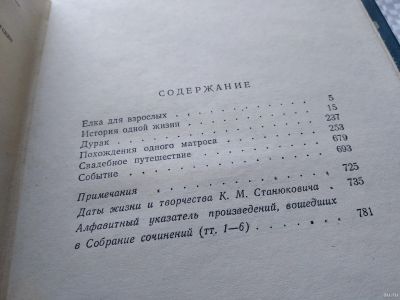 СОДЕРЖАНИЕ
Елка для взрослых . . . . . . . . . 5
История одной жизни . . . . . . . . 15
Дурак . . . . . . . . . . . . . 237
Похождения одного матроса . . . . . . 253
Свадебное путешествие . . . . . . . 679
Событие . . . . . . . . . . . . 693
Примечания . . . . . . . . . . . 725
Даты жизни и творчества К. М. Станюковича . . 735
Алфавитный указатель произведений, вошедших
в Собрание сочинений (тт. 1—6) . . . . . 781